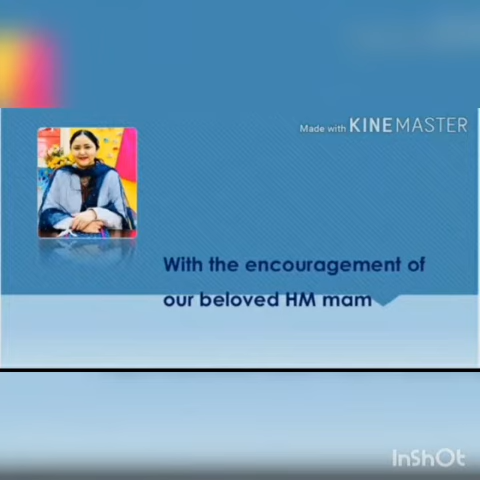 Made with KINEMASTER
With the encouragement of
our beloved HM mam
InShOt